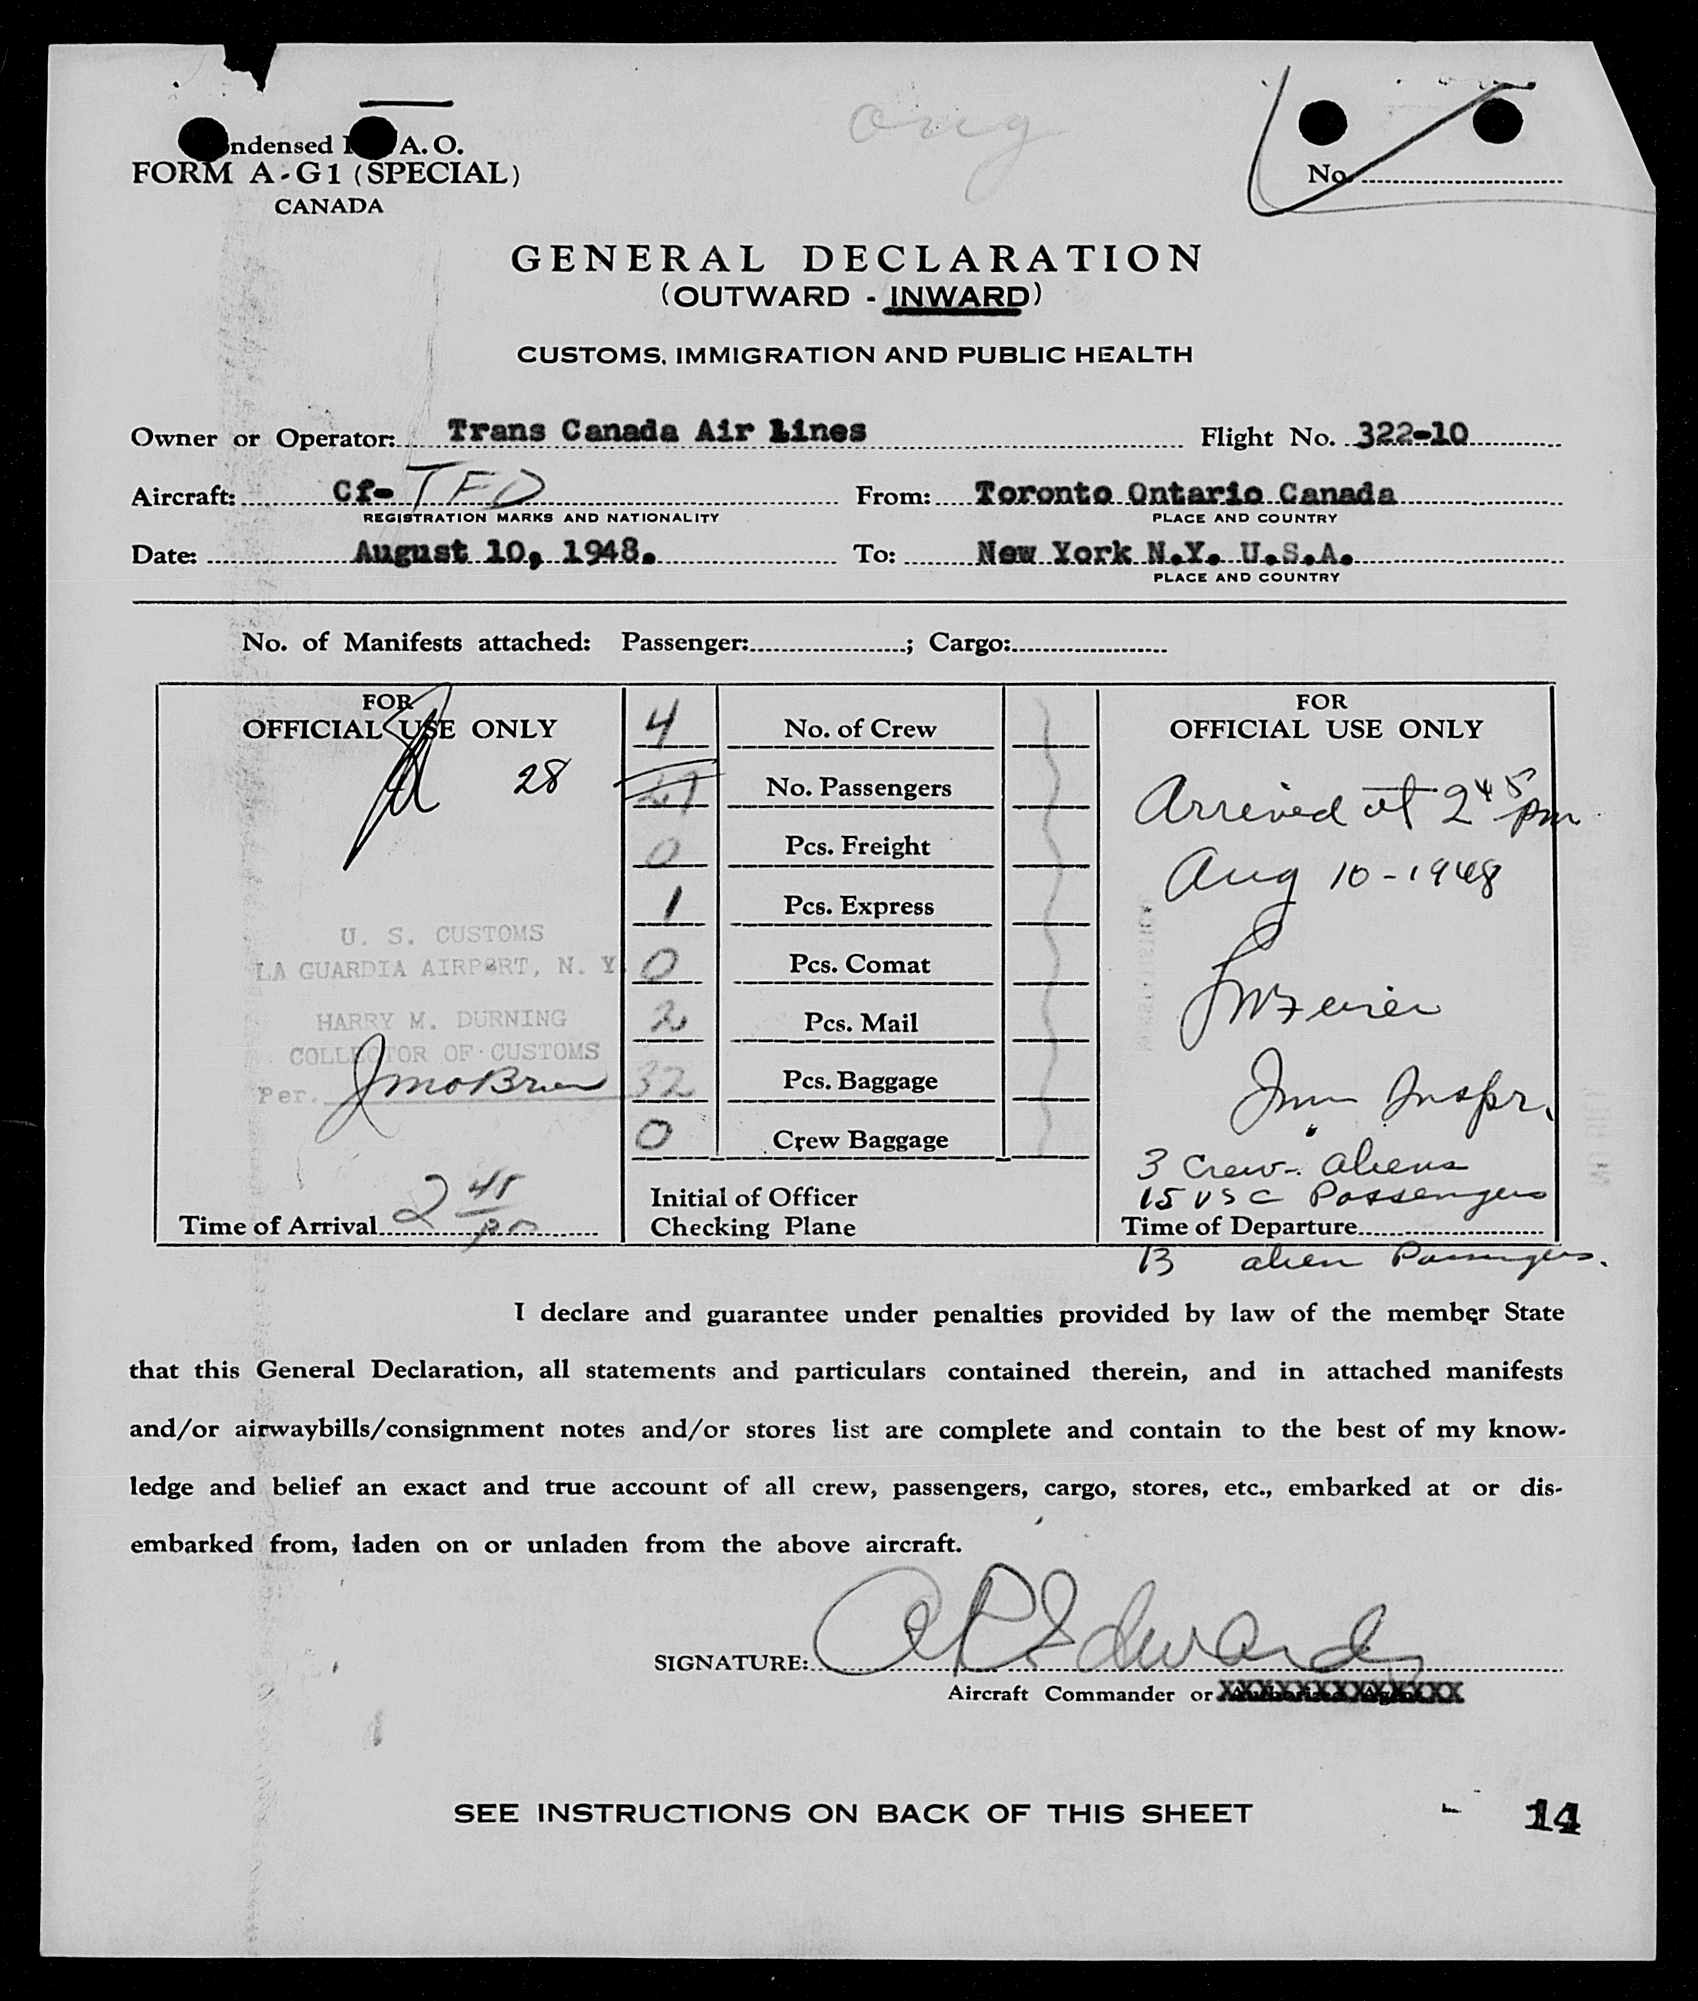 Orig
ndensed A. O.
FORM A-G1 (SPECIAL)
CANADA
No.
GENERAL DECLARATION
(OUTWARD - INWARD)
CUSTOMS, IMMIGRATION AND PUBLIC HEALTH
Owner or Operator: Trans Canada Air Lines Flight No. 322-10
Aircraft: Cf- TFD From: Toronto Ontario Canada
REGISTRATION MARKS AND NATIONALITY PLACE AND COUNTRY
Date: August 10, 1948. To: New York N.Y. U.S.A.
PLACE AND COUNTRY
No. of Manifests attached: Passenger: ; Cargo:
FOR
OFFICIAL USE ONLY
28
U. S. CUSTOMS
LA GUARDIA AIRPORT, N. Y.
HARRY M. DURNING
COLLECTOR OF CUSTOMS
Per. J M O Brien
Time of Arrival 2 45 PM
4 No. of Crew
27 No. Passengers
0 Pcs. Freight
1 Pcs. Express
0 Pcs. Comat
2 Pcs. Mail
32 Pcs. Baggage
0 Crew Baggage
Initial of Officer
Checking Plane
FOR
OFFICIAL USE ONLY
Arrived at 2 45 pm
Aug 10-1948
Imm Inspr.
3 Crew - Aliens
15 USC Passengers
Time of Departure
13 alien Passengers.
I declare and guarantee under penalties provided by law of the member State
that this General Declaration, all statements and particulars contained therein, and in attached manifests
and/or airwaybills/consignment notes and/or stores list are complete and contain to the best of my know-
ledge and belief an exact and true account of all crew, passengers, cargo, stores, etc., embarked at or dis-
embarked from, laden on or unladen from the above aircraft.
SIGNATURE: A R Edwards
Aircraft Commander or XXXXXXXXXXXXXX
SEE INSTRUCTIONS ON BACK OF THIS SHEET
14